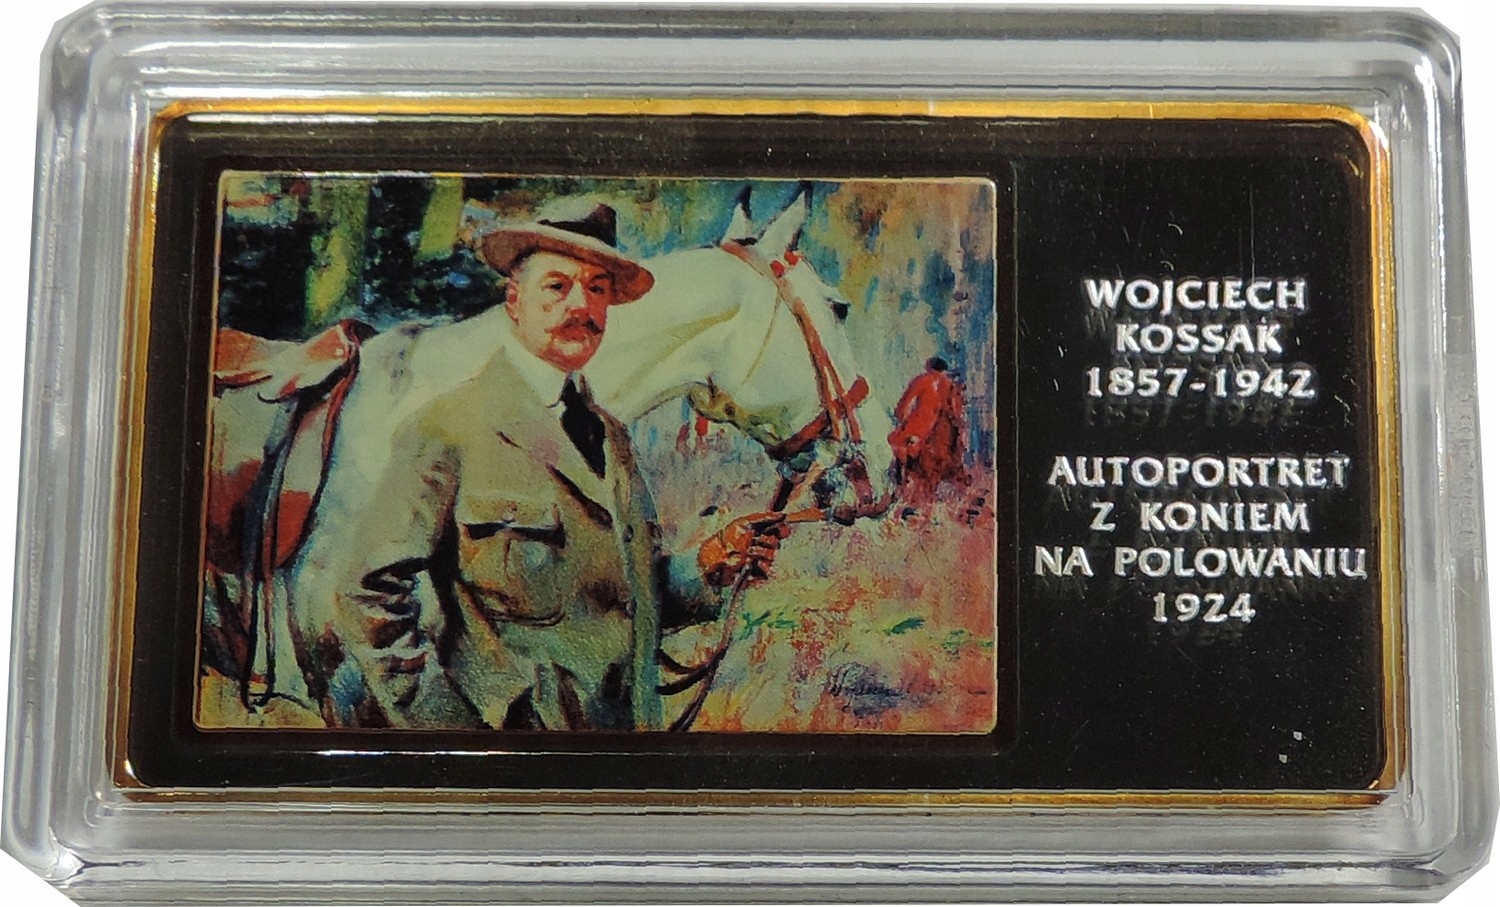 WOJCIECH
KOSSAK
1857-1942
AUTOPORTRET
Z KONIEM
NA POLOWANIU
1924